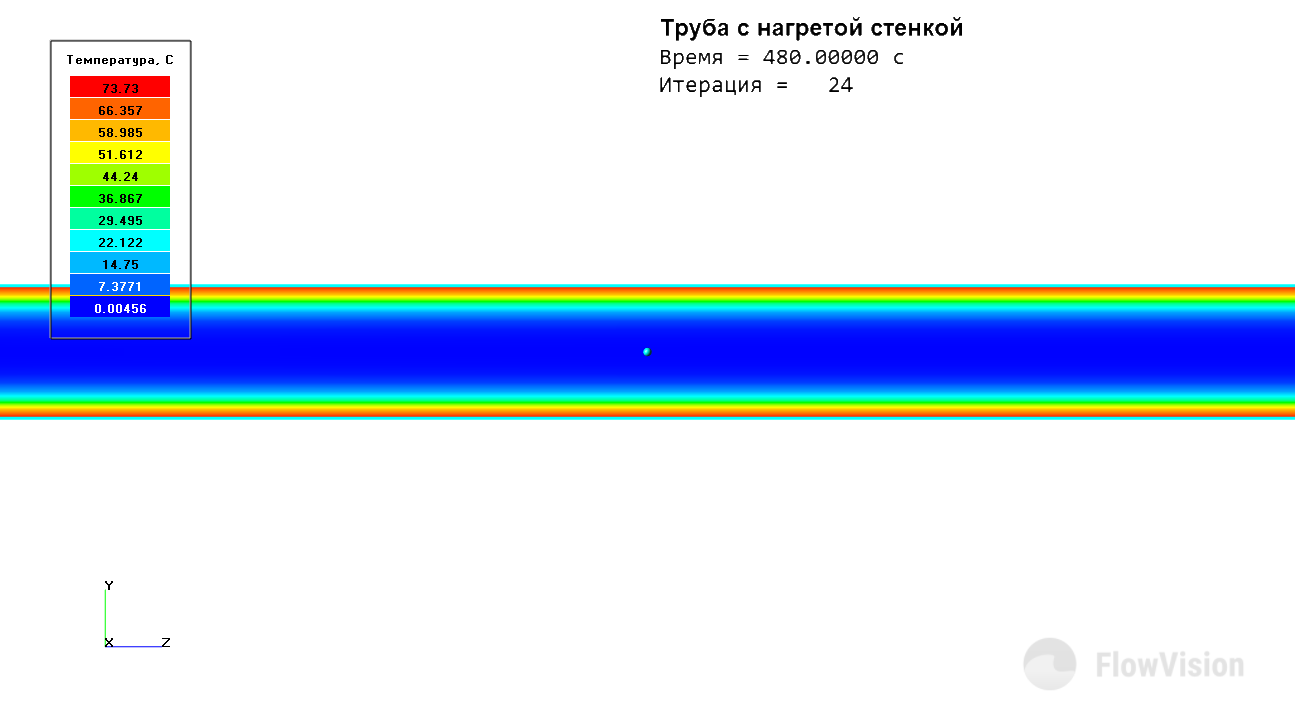 Труба с нагретой стенкой
Время = 480.00000 с
Итерация = 24
Температура, C
73.73
66.357
58.985
51.612
44.24
36.867
29.495
22.122
14.75
7.3771
0.00456
Y
X Z
FlowVision